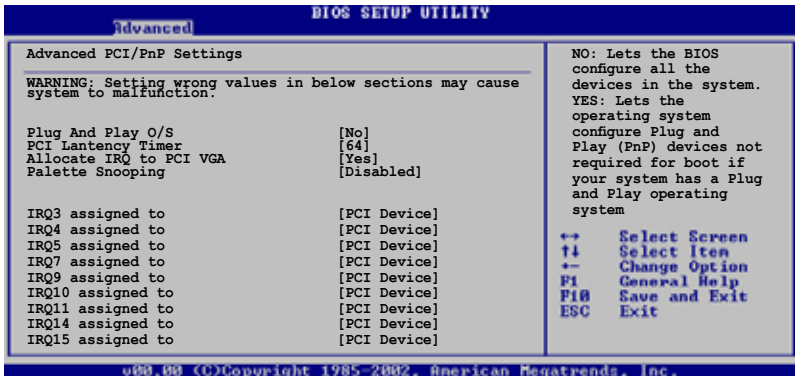 BIOS SETUP UTILITY
Advanced
Advanced PCI/PnP Settings
WARNING: Setting wrong values in below sections may cause
system to malfunction.
Plug And Play O/S [No]
PCI Lantency Timer [64]
Allocate IRQ to PCI VGA [Yes]
Palette Snooping [Disabled]
IRQ3 assigned to [PCI Device]
IRQ4 assigned to [PCI Device]
IRQ5 assigned to [PCI Device]
IRQ7 assigned to [PCI Device]
IRQ9 assigned to [PCI Device]
IRQ10 assigned to [PCI Device]
IRQ11 assigned to [PCI Device]
IRQ14 assigned to [PCI Device]
IRQ15 assigned to [PCI Device]
NO: Lets the BIOS
configure all the
devices in the system.
YES: Lets the
operating system
configure Plug and
Play (PnP) devices not
required for boot if
your system has a Plug
and Play operating
system
↔ Select Screen
↑↓ Select Item
+- Change Option
F1 General Help
F10 Save and Exit
ESC Exit
v00.00 (C)Copyright 1985-2002, American Megatrends, Inc.